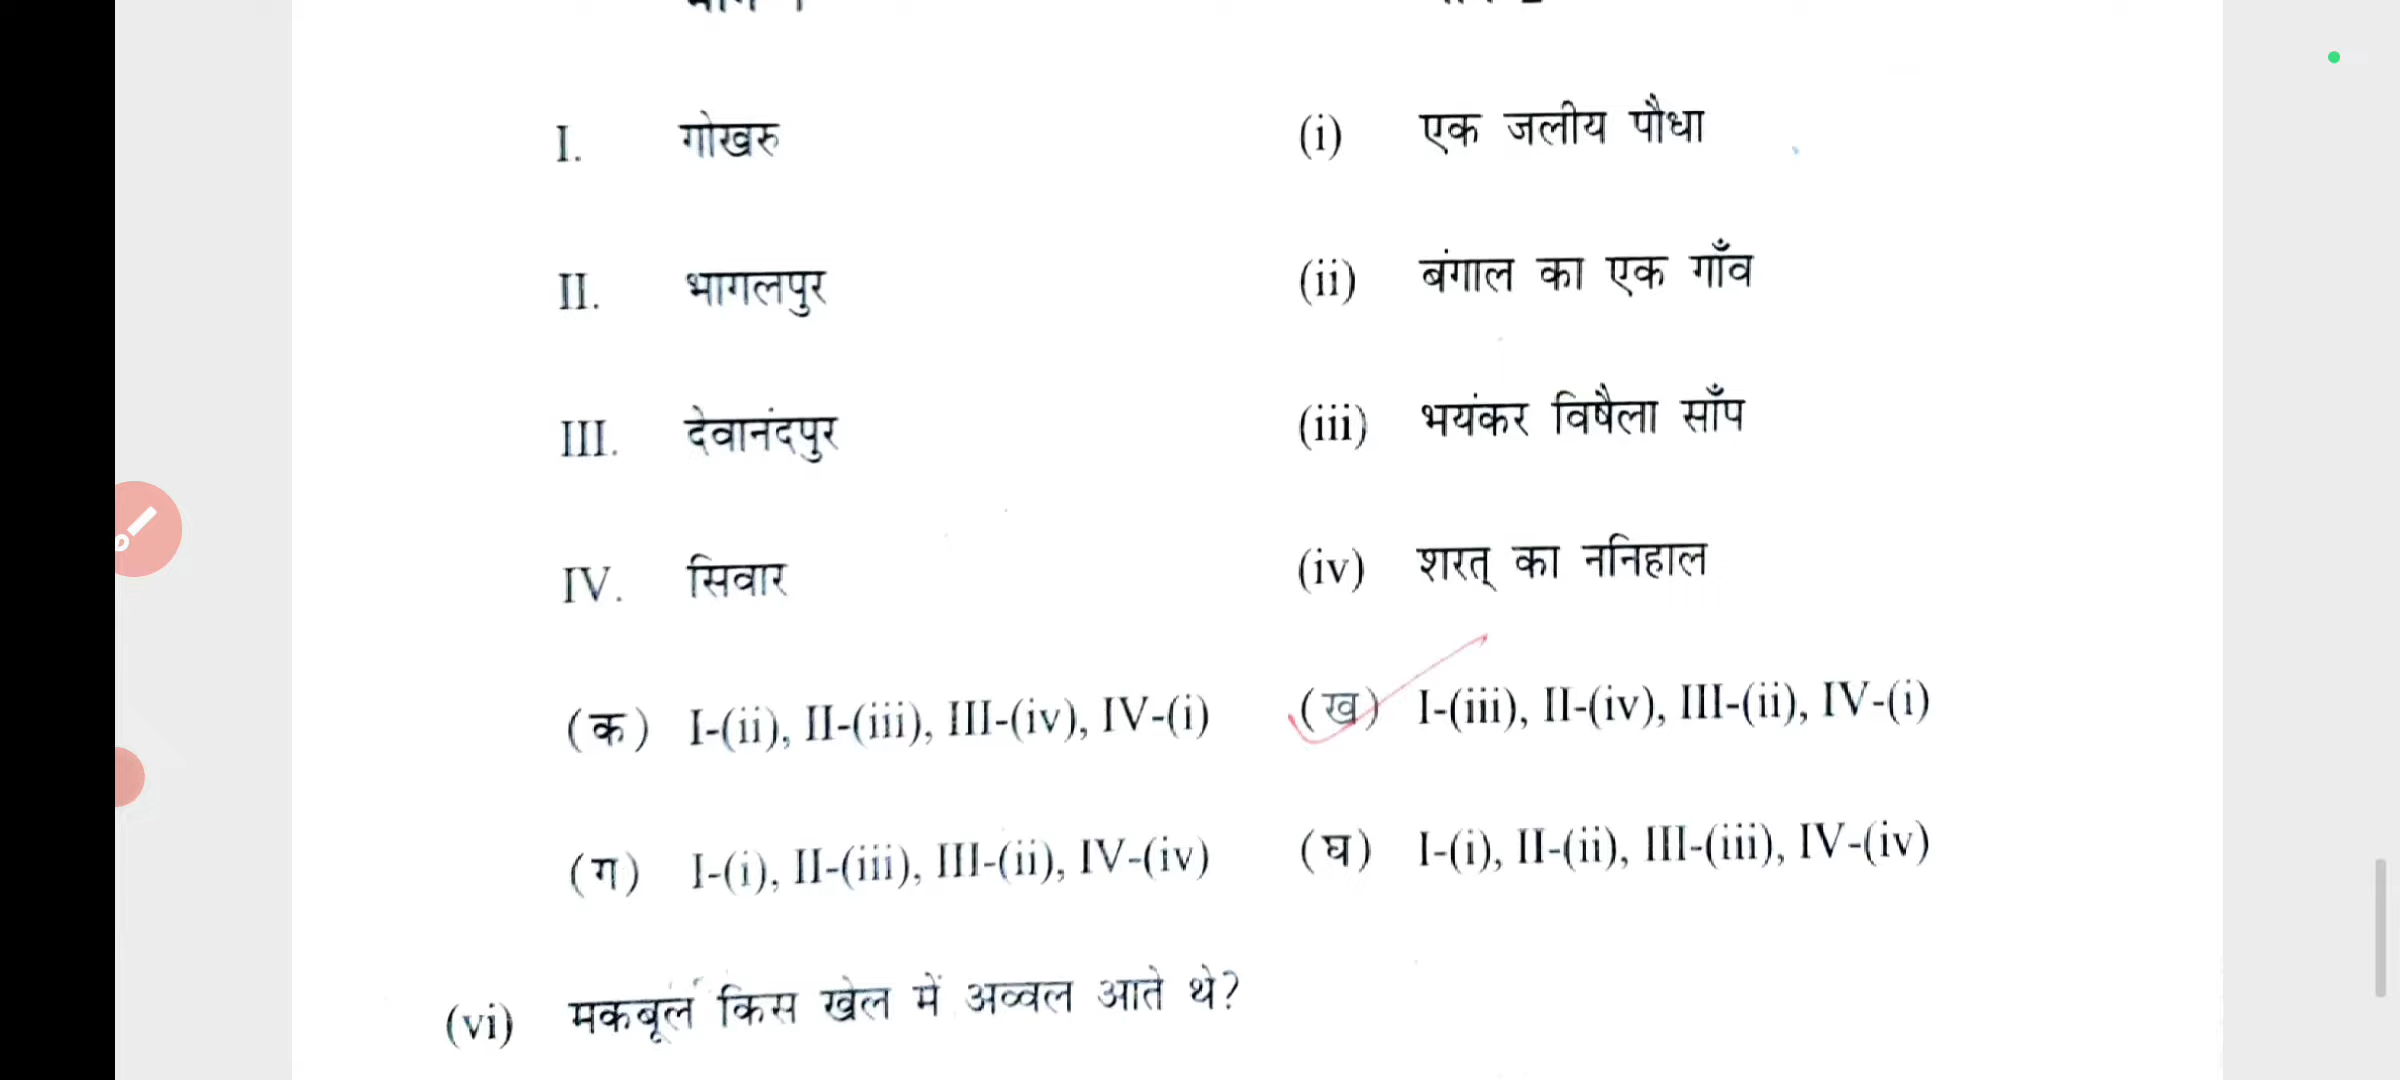 I. गोखरु (i) एक जलीय पौधा
II. भागलपुर (ii) बंगाल का एक गाँव
III. देवानंदपुर (iii) भयंकर विषैला साँप
IV. सिवार (iv) शरत् का ननिहाल
(क) I-(ii), II-(iii), III-(iv), IV-(i) (ख) I-(iii), II-(iv), III-(ii), IV-(i)
(ग) I-(i), II-(iii), III-(ii), IV-(iv) (घ) I-(i), II-(ii), III-(iii), IV-(iv)
(vi) मकबूल किस खेल में अव्वल आते थे?